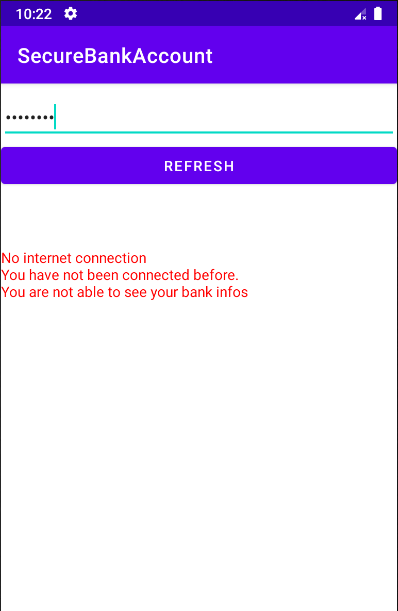 10:22
SecureBankAccount
••••••••
REFRESH
No internet connection
You have not been connected before.
You are not able to see your bank infos